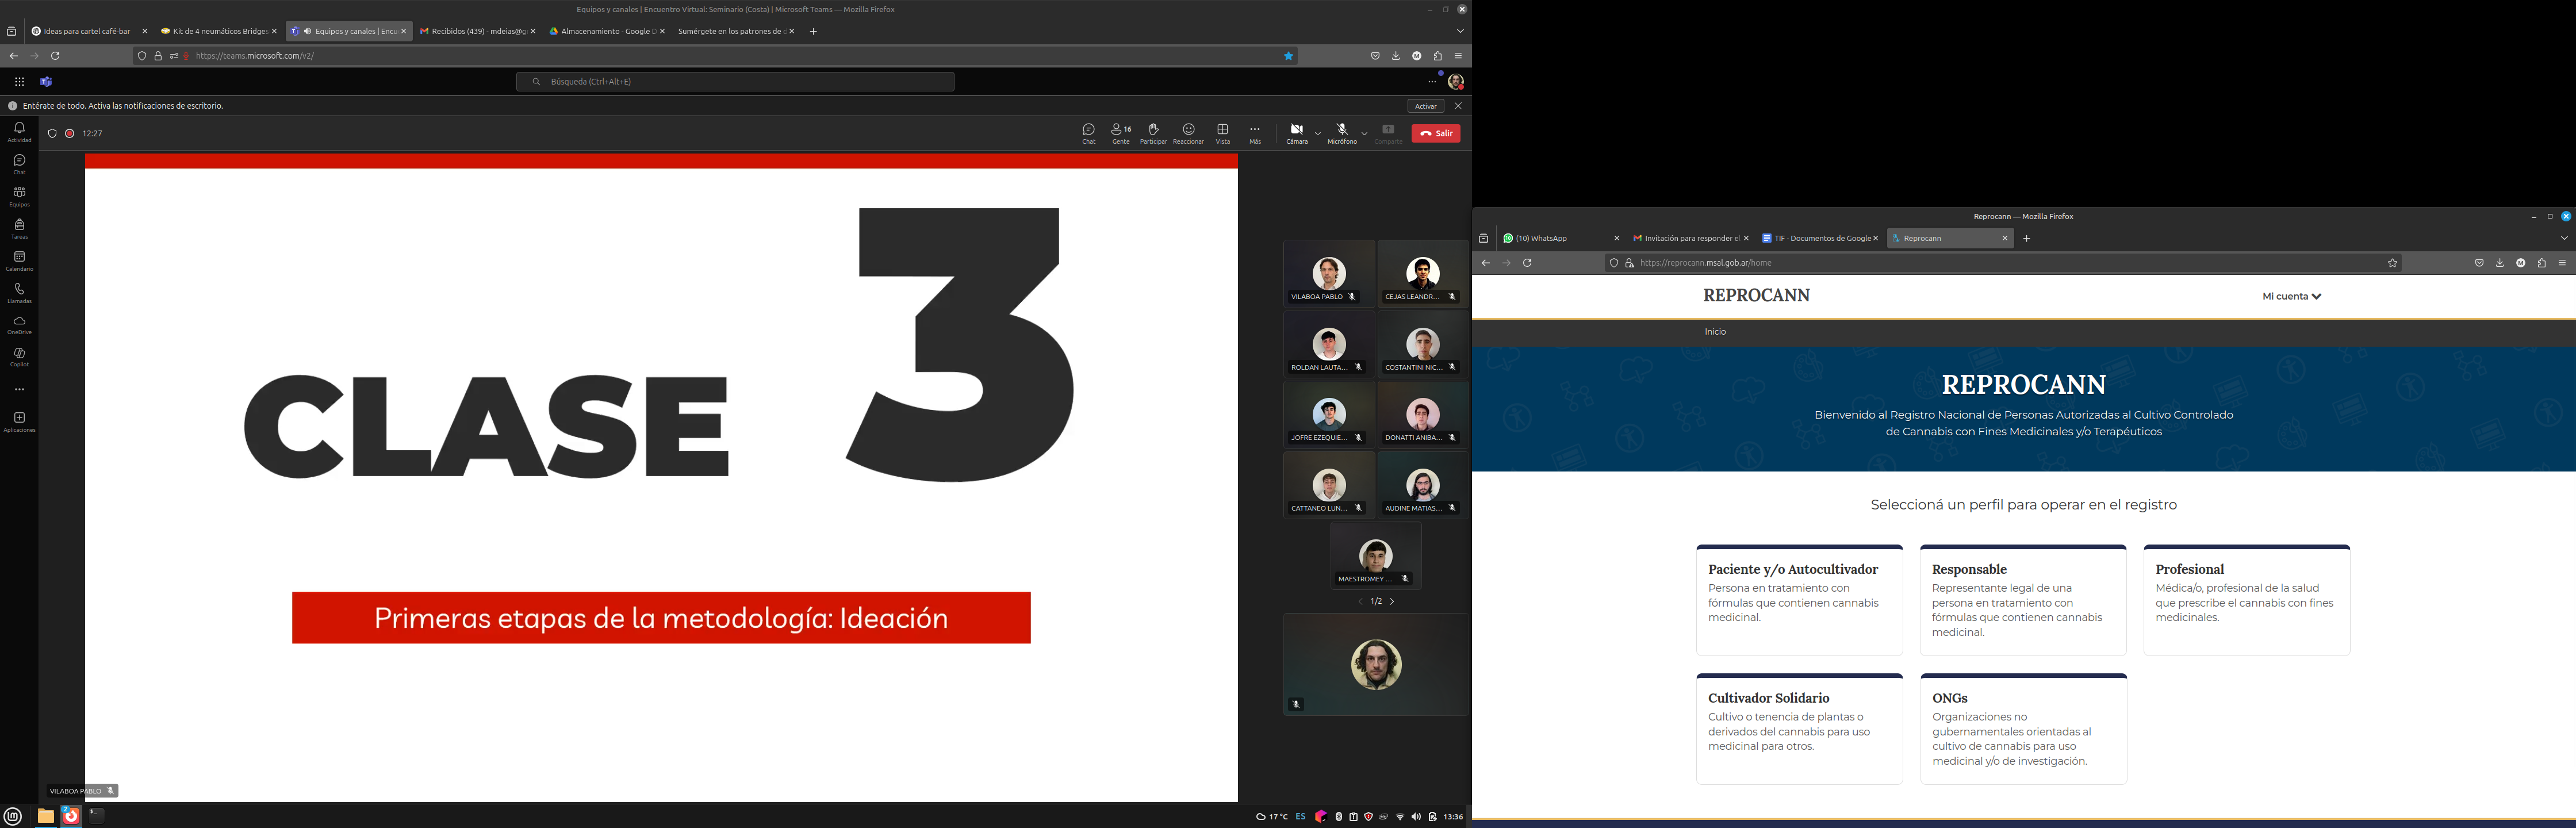 Equipos y canales | Encuentro Virtual: Seminario (Costa) | Microsoft Teams — Mozilla Firefox
Ideas para cartel café-bar
Kit de 4 neumáticos Bridges
Equipos y canales | Encu
Recibidos (439) - mdeias@g
Almacenamiento - Google D
Sumérgete en los patrones de d
https://teams.microsoft.com/v2/
Búsqueda (Ctrl+Alt+E)
Entérate de todo. Activa las notificaciones de escritorio.
Activar
12:27
Chat
16
Gente
Participar
Reaccionar
Vista
Más
Cámara
Micrófono
Compartir
Salir
Actividad
Chat
Equipos
Tareas
Calendario
Llamadas
OneDrive
Copilot
Aplicaciones
CLASE 3
Primeras etapas de la metodología: Ideación
VILABOA PABLO
CEJAS LEANDR...
ROLDAN LAUTA...
COSTANTINI NIC...
JOFRE EZEQUIE...
DONATTI ANIBA...
CATTANEO LUN...
AUDINE MATIAS...
MAESTROMEY ...
1/2
VILABOA PABLO
2
17 °C
ES
13:36
Reprocann — Mozilla Firefox
(10) WhatsApp
Invitación para responder el
TIF - Documentos de Google
Reprocann
https://reprocann.msal.gob.ar/home
REPROCANN
Mi cuenta
Inicio
REPROCANN
Bienvenido al Registro Nacional de Personas Autorizadas al Cultivo Controlado
de Cannabis con Fines Medicinales y/o Terapéuticos
Seleccioná un perfil para operar en el registro
Paciente y/o Autocultivador
Persona en tratamiento con
fórmulas que contienen cannabis
medicinal.
Responsable
Representante legal de una
persona en tratamiento con
fórmulas que contienen cannabis
medicinal.
Profesional
Médica/o, profesional de la salud
que prescribe el cannabis con fines
medicinales.
Cultivador Solidario
Cultivo o tenencia de plantas o
derivados del cannabis para uso
medicinal para otros.
ONGs
Organizaciones no
gubernamentales orientadas al
cultivo de cannabis para uso
medicinal y/o de investigación.